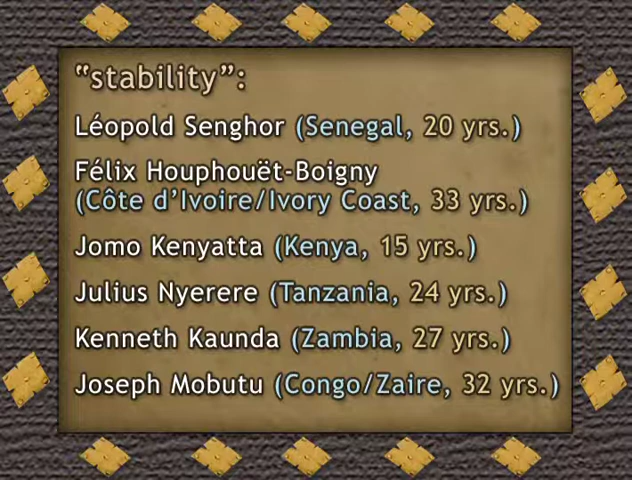 “stability”:
Léopold Senghor (Senegal, 20 yrs.)
Félix Houphouët-Boigny
(Côte d’Ivoire/Ivory Coast, 33 yrs.)
Jomo Kenyatta (Kenya, 15 yrs.)
Julius Nyerere (Tanzania, 24 yrs.)
Kenneth Kaunda (Zambia, 27 yrs.)
Joseph Mobutu (Congo/Zaire, 32 yrs.)